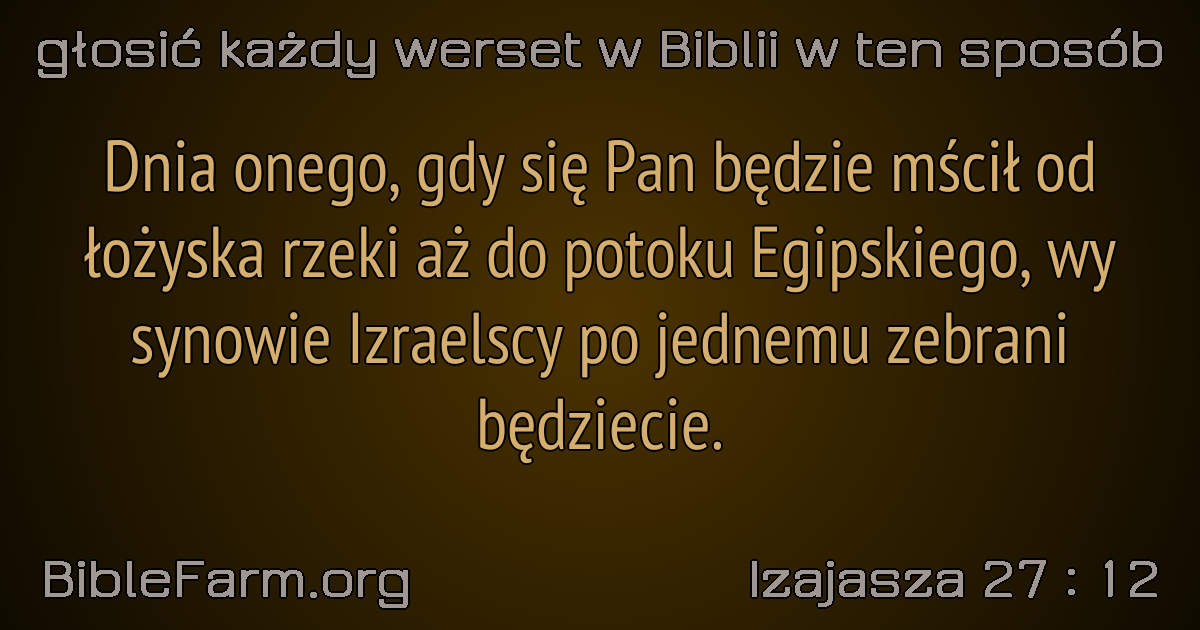 głosić każdy werset w Biblii w ten sposób
Dnia onego, gdy się Pan będzie mścił od
łożyska rzeki aż do potoku Egipskiego, wy
synowie Izraelscy po jednemu zebrani
będziecie.
BibleFarm.org
Izajasza 27 : 12